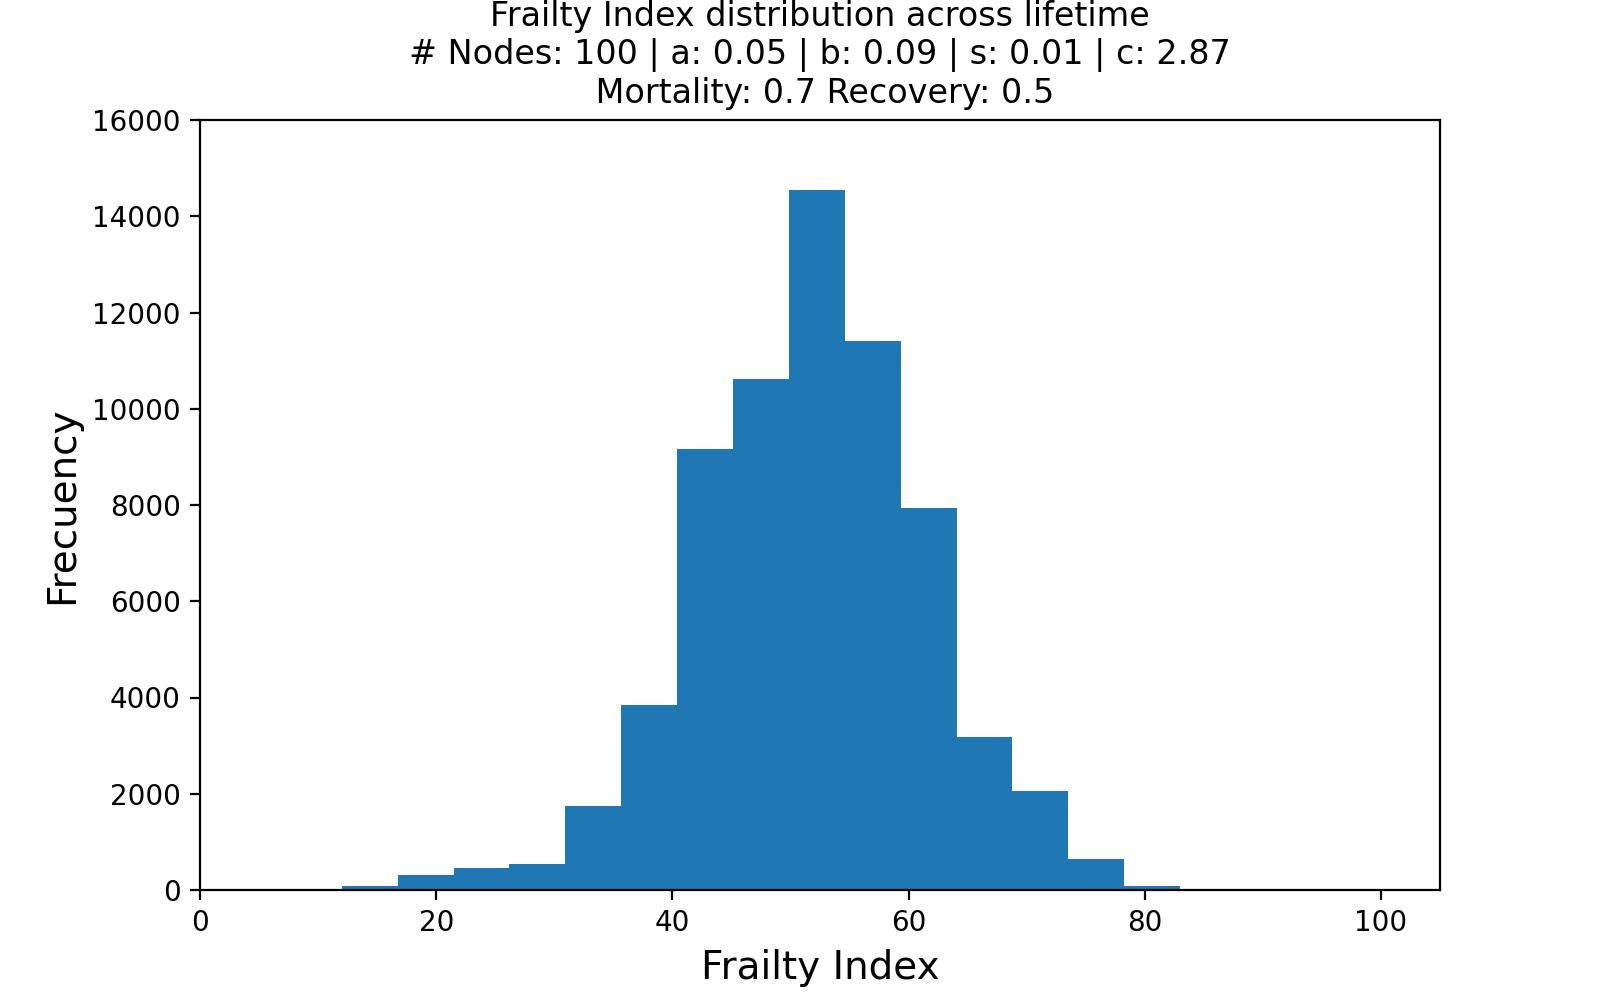 Frailty Index distribution across lifetime
# Nodes: 100 | a: 0.05 | b: 0.09 | s: 0.01 | c: 2.87
Mortality: 0.7 Recovery: 0.5
16000
14000
12000
10000
8000
6000
4000
2000
0
Frecuency
0 20 40 60 80 100
Frailty Index